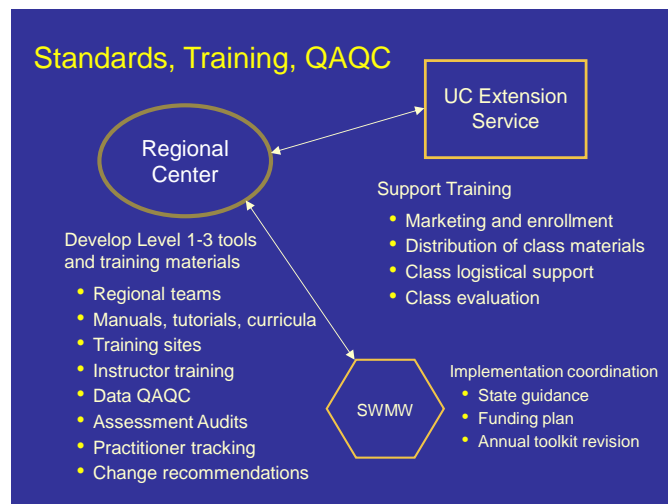 Standards, Training, QAQC
UC Extension
Service
Regional
Center
Support Training
• Marketing and enrollment
• Distribution of class materials
• Class logistical support
• Class evaluation
Develop Level 1-3 tools
and training materials
• Regional teams
• Manuals, tutorials, curricula
• Training sites
• Instructor training
• Data QAQC
• Assessment Audits
• Practitioner tracking
• Change recommendations
SWMW
Implementation coordination
• State guidance
• Funding plan
• Annual toolkit revision